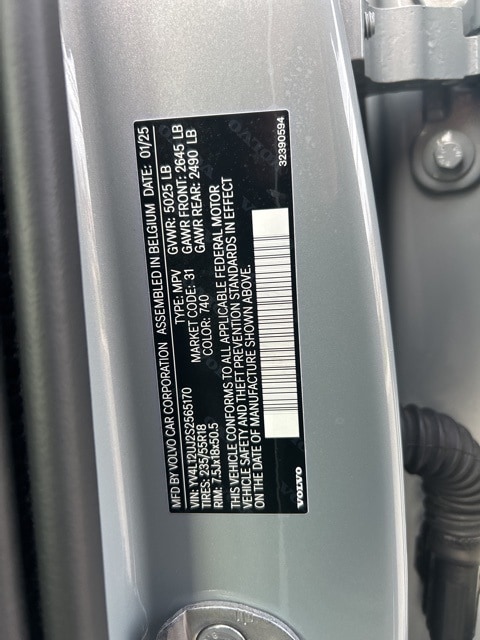 MFD BY VOLVO CAR CORPORATION ASSEMBLED IN BELGIUM DATE: 01/25
VIN: YV4L12UJ2S2565170 TYPE: MPV GVWR: 5025 LB
TIRES: 235/55R18 MARKET CODE: 31 GAWR FRONT: 2645 LB
RIM: 7.5Jx18x50.5 COLOR: 740 GAWR REAR: 2490 LB
THIS VEHICLE CONFORMS TO ALL APPLICABLE FEDERAL MOTOR
VEHICLE SAFETY AND THEFT PREVENTION STANDARDS IN EFFECT
ON THE DATE OF MANUFACTURE SHOWN ABOVE.
VOLVO 32390594